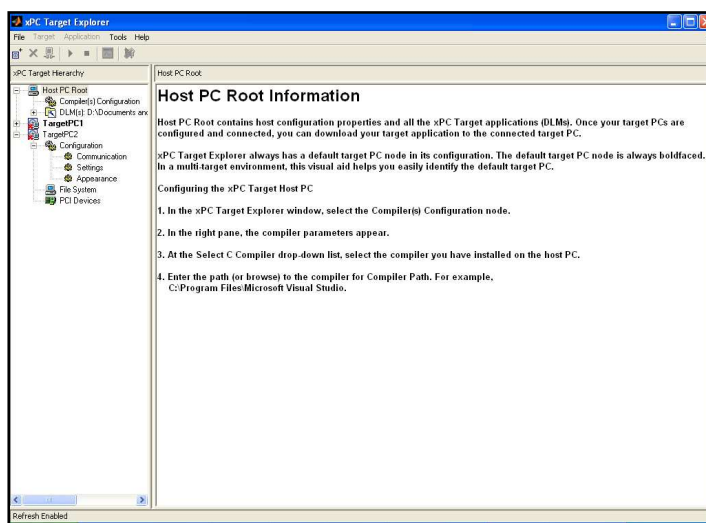 xPC Target Explorer
File Target Application Tools Help
xPC Target Hierarchy
Host PC Root
Host PC Root
Compiler(s) Configuration
DLM(s): D:\Documents and
TargetPC1
TargetPC2
Configuration
Communication
Settings
Appearance
File System
PCI Devices
Host PC Root Information
Host PC Root contains host configuration properties and all the xPC Target applications (DLMs). Once your target PCs are
configured and connected, you can download your target application to the connected target PC.
xPC Target Explorer always has a default target PC node in its configuration. The default target PC node is always boldfaced.
In a multi-target environment, this visual aid helps you easily identify the default target PC.
Configuring the xPC Target Host PC
1. In the xPC Target Explorer window, select the Compiler(s) Configuration node.
2. In the right pane, the compiler parameters appear.
3. At the Select C Compiler drop-down list, select the compiler you have installed on the host PC.
4. Enter the path (or browse) to the compiler for Compiler Path. For example,
C:\Program Files\Microsoft Visual Studio.
Refresh Enabled